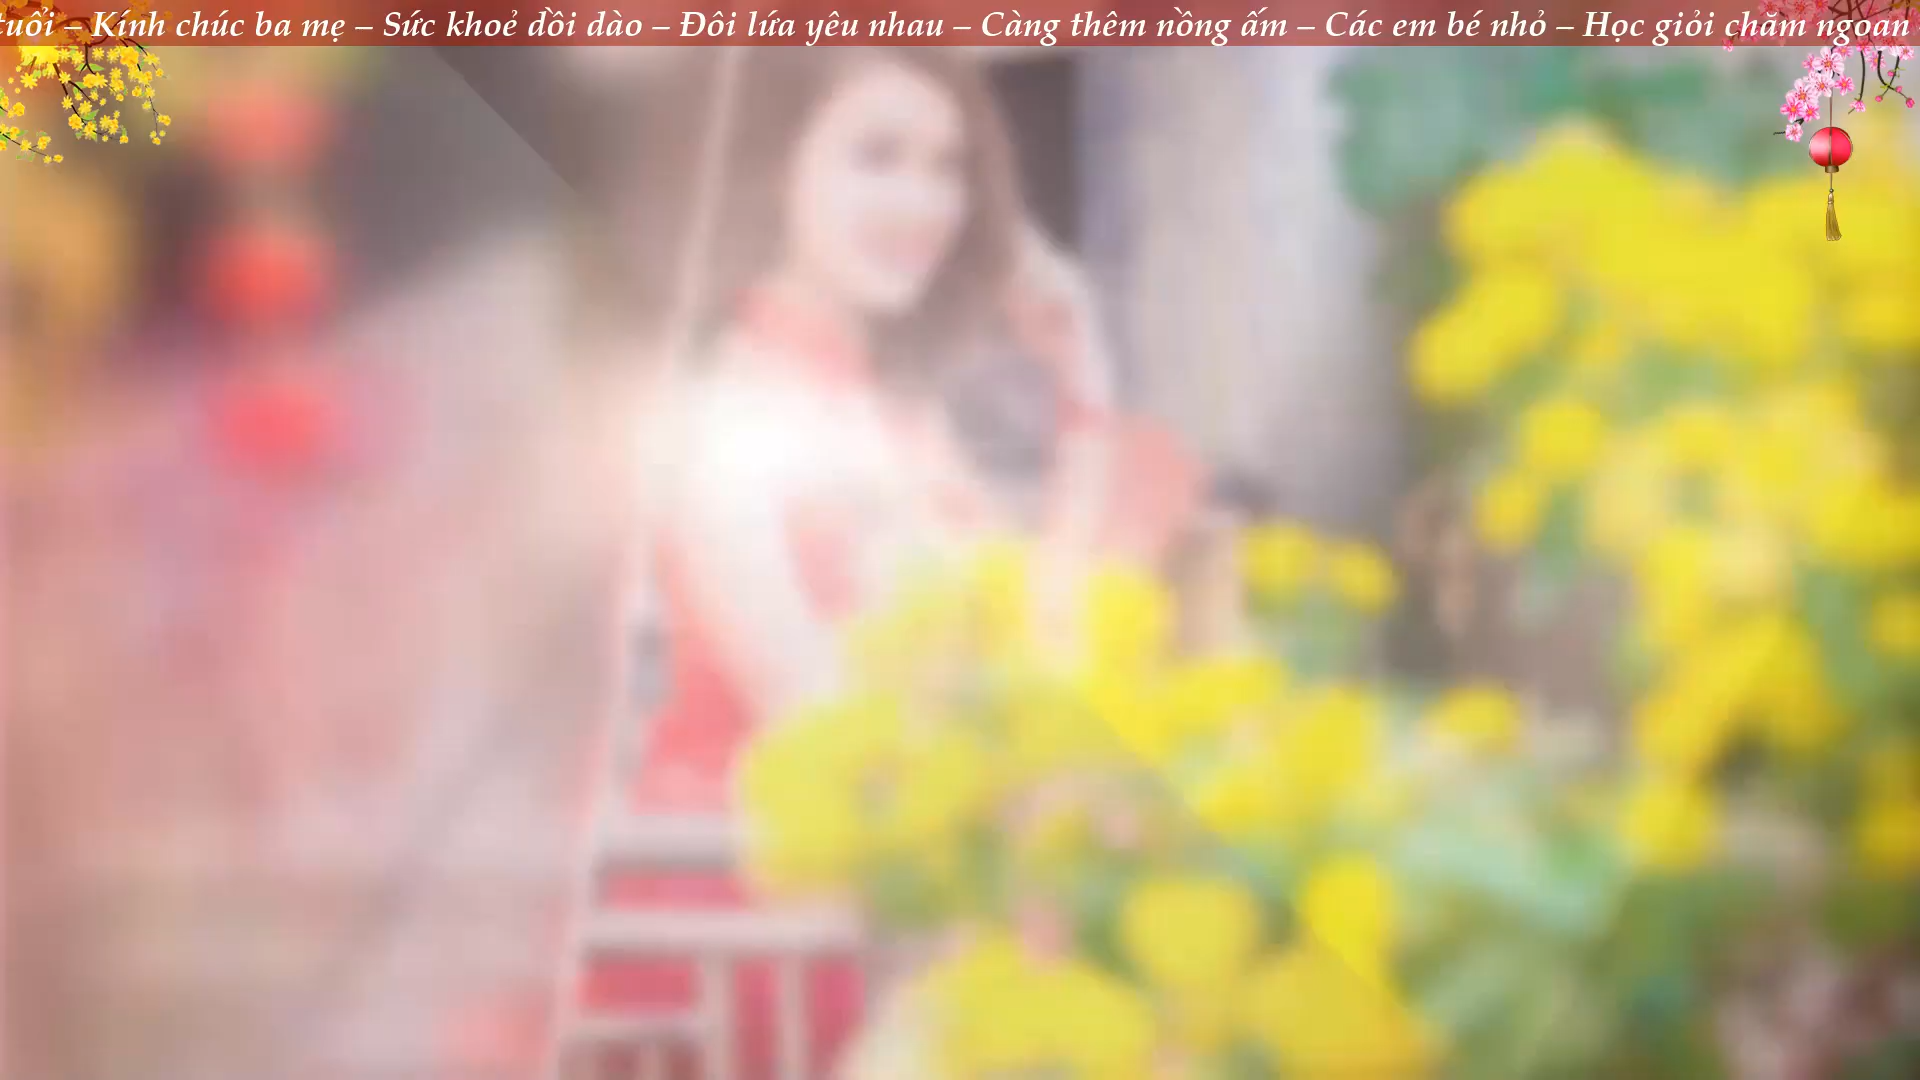 tuổi – Kính chúc ba mẹ – Sức khoẻ dồi dào – Đôi lứa yêu nhau – Càng thêm nồng ấm – Các em bé nhỏ – Học giỏi chăm ngoan